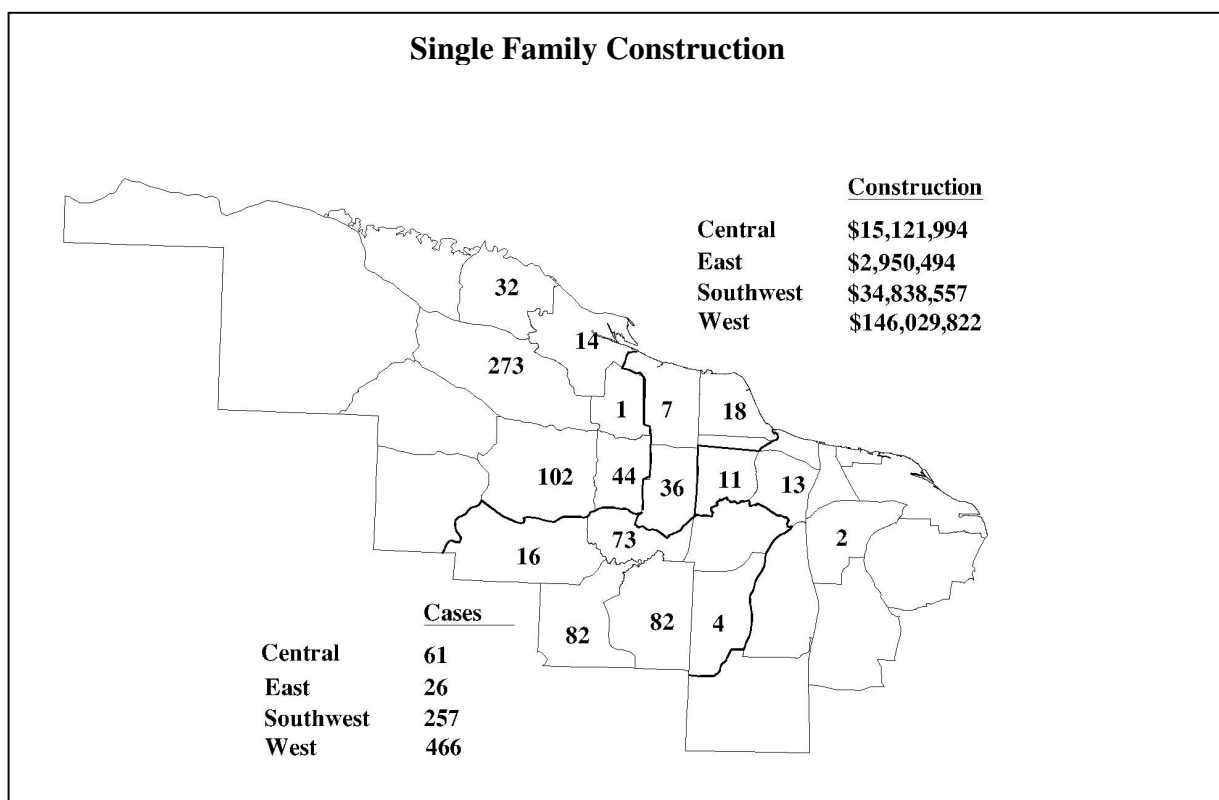 Single Family Construction
Construction
Central $15,121,994
East $2,950,494
Southwest $34,838,557
West $146,029,822
32
14
273
1
7
18
102
44
36
11
13
2
73
16
82
82
4
Cases
Central 61
East 26
Southwest 257
West 466